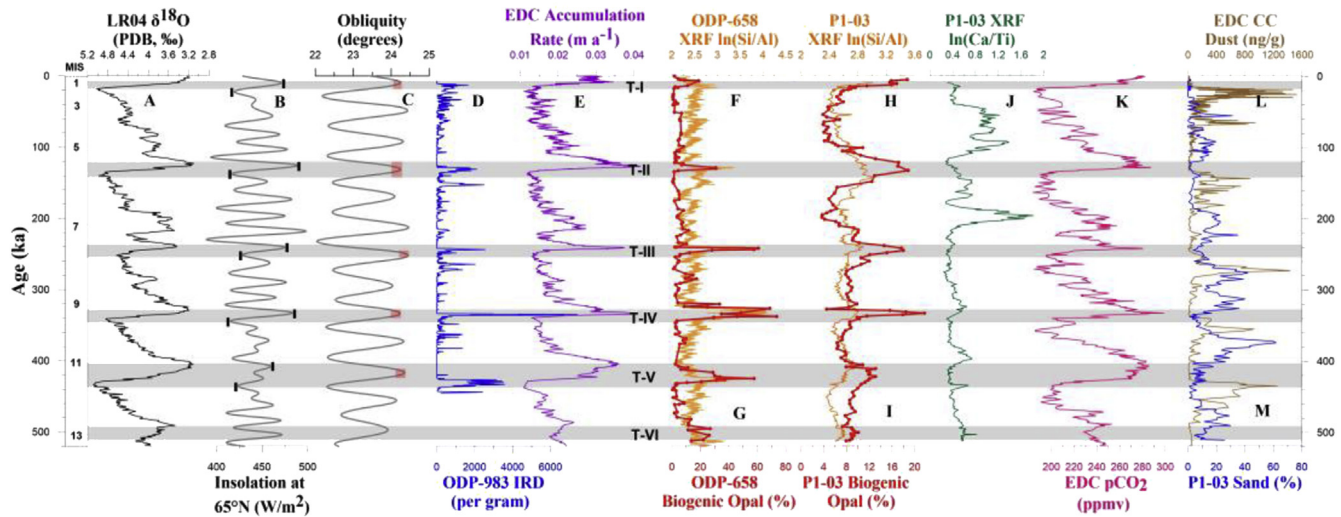 LR04 δ18O
(PDB, ‰)
5.2 4.8 4.4 4 3.6 3.2 2.8
Obliquity
(degrees)
22 23 24 25
EDC Accumulation
Rate (m a-1)
0.01 0.02 0.03 0.04
ODP-658
XRF ln(Si/Al)
2 2.5 3 3.5 4 4.5
P1-03
XRF ln(Si/Al)
2 2.4 2.8 3.2 3.6
P1-03 XRF
ln(Ca/Ti)
0 0.4 0.8 1.2 1.6 2
EDC CC
Dust (ng/g)
0 400 800 1200 1600
MIS
0 1 T-I 0
A B C D E F H J K L
3
100 5 100
T-II
200 7 200
T-III
300 9 300
T-IV
400 11 400
T-V
G I M
500 13 T-VI 500
Age (ka)
400 450 500
Insolation at
65°N (W/m2)
0 2000 4000 6000
ODP-983 IRD
(per gram)
0 20 40 60 80
ODP-658
Biogenic Opal (%)
0 4 8 12 16 20
P1-03 Biogenic
Opal (%)
200 220 240 260 280 300
EDC pCO2
(ppmv)
0 20 40 60 80
P1-03 Sand (%)